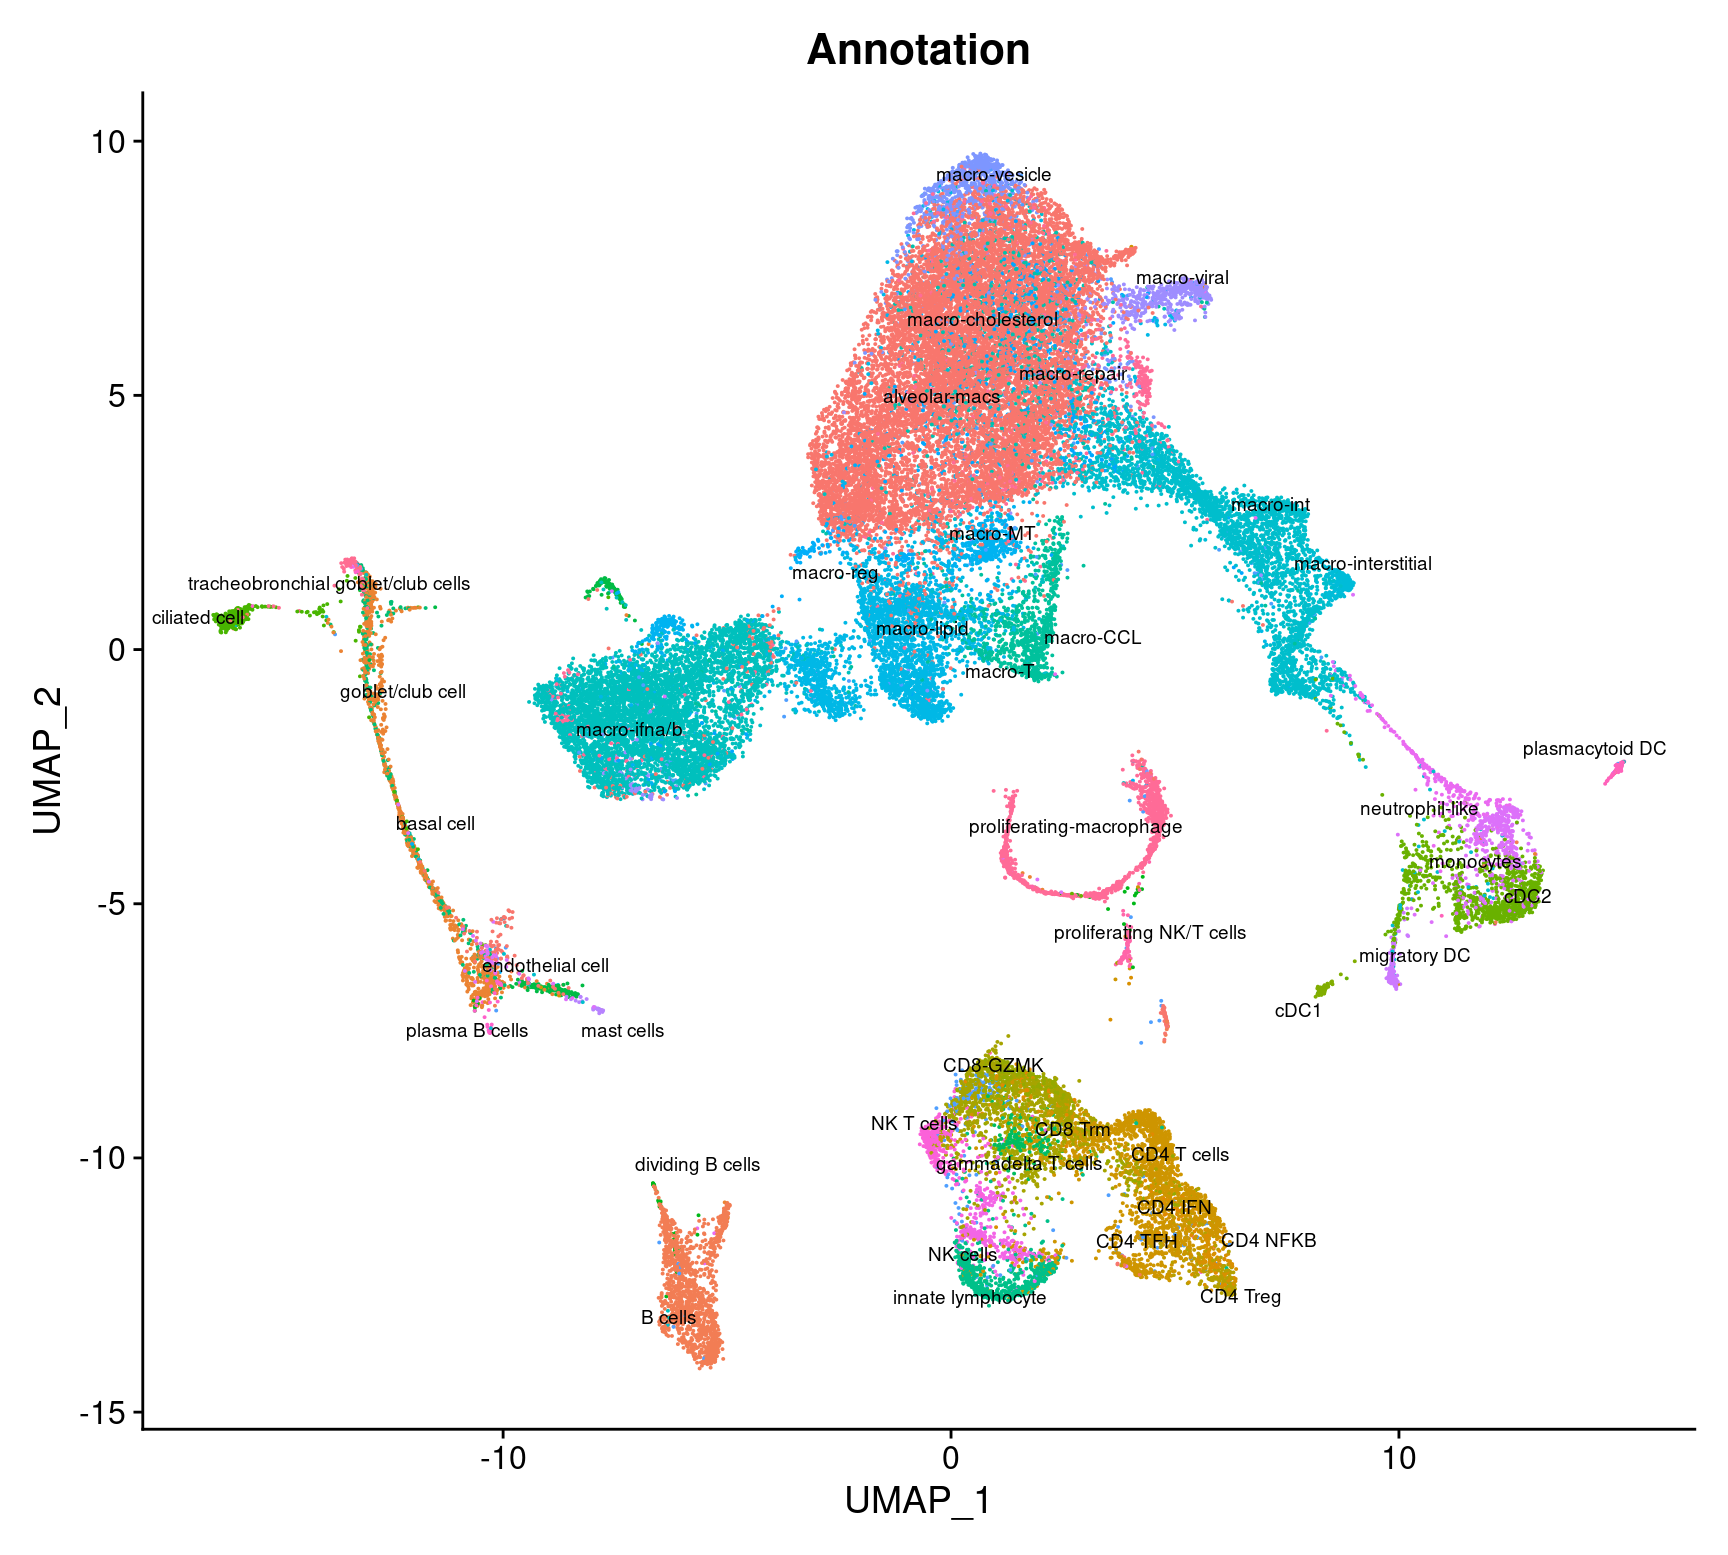 Annotation
10
5
0
-5
-10
-15
UMAP_2
macro-vesicle
macro-viral
macro-cholesterol
macro-repair
alveolar-macs
macro-int
macro-MT
macro-interstitial
macro-reg
tracheobronchial goblet/club cells
ciliated cell
macro-lipid
macro-CCL
macro-T
goblet/club cell
macro-ifna/b
plasmacytoid DC
neutrophil-like
basal cell
proliferating-macrophage
monocytes
cDC2
proliferating NK/T cells
migratory DC
endothelial cell
cDC1
plasma B cells
mast cells
CD8-GZMK
NK T cells
CD8 Trm
CD4 T cells
gammadelta T cells
dividing B cells
CD4 IFN
CD4 TFH
CD4 NFKB
NK cells
innate lymphocyte
CD4 Treg
B cells
-10
0
10
UMAP_1